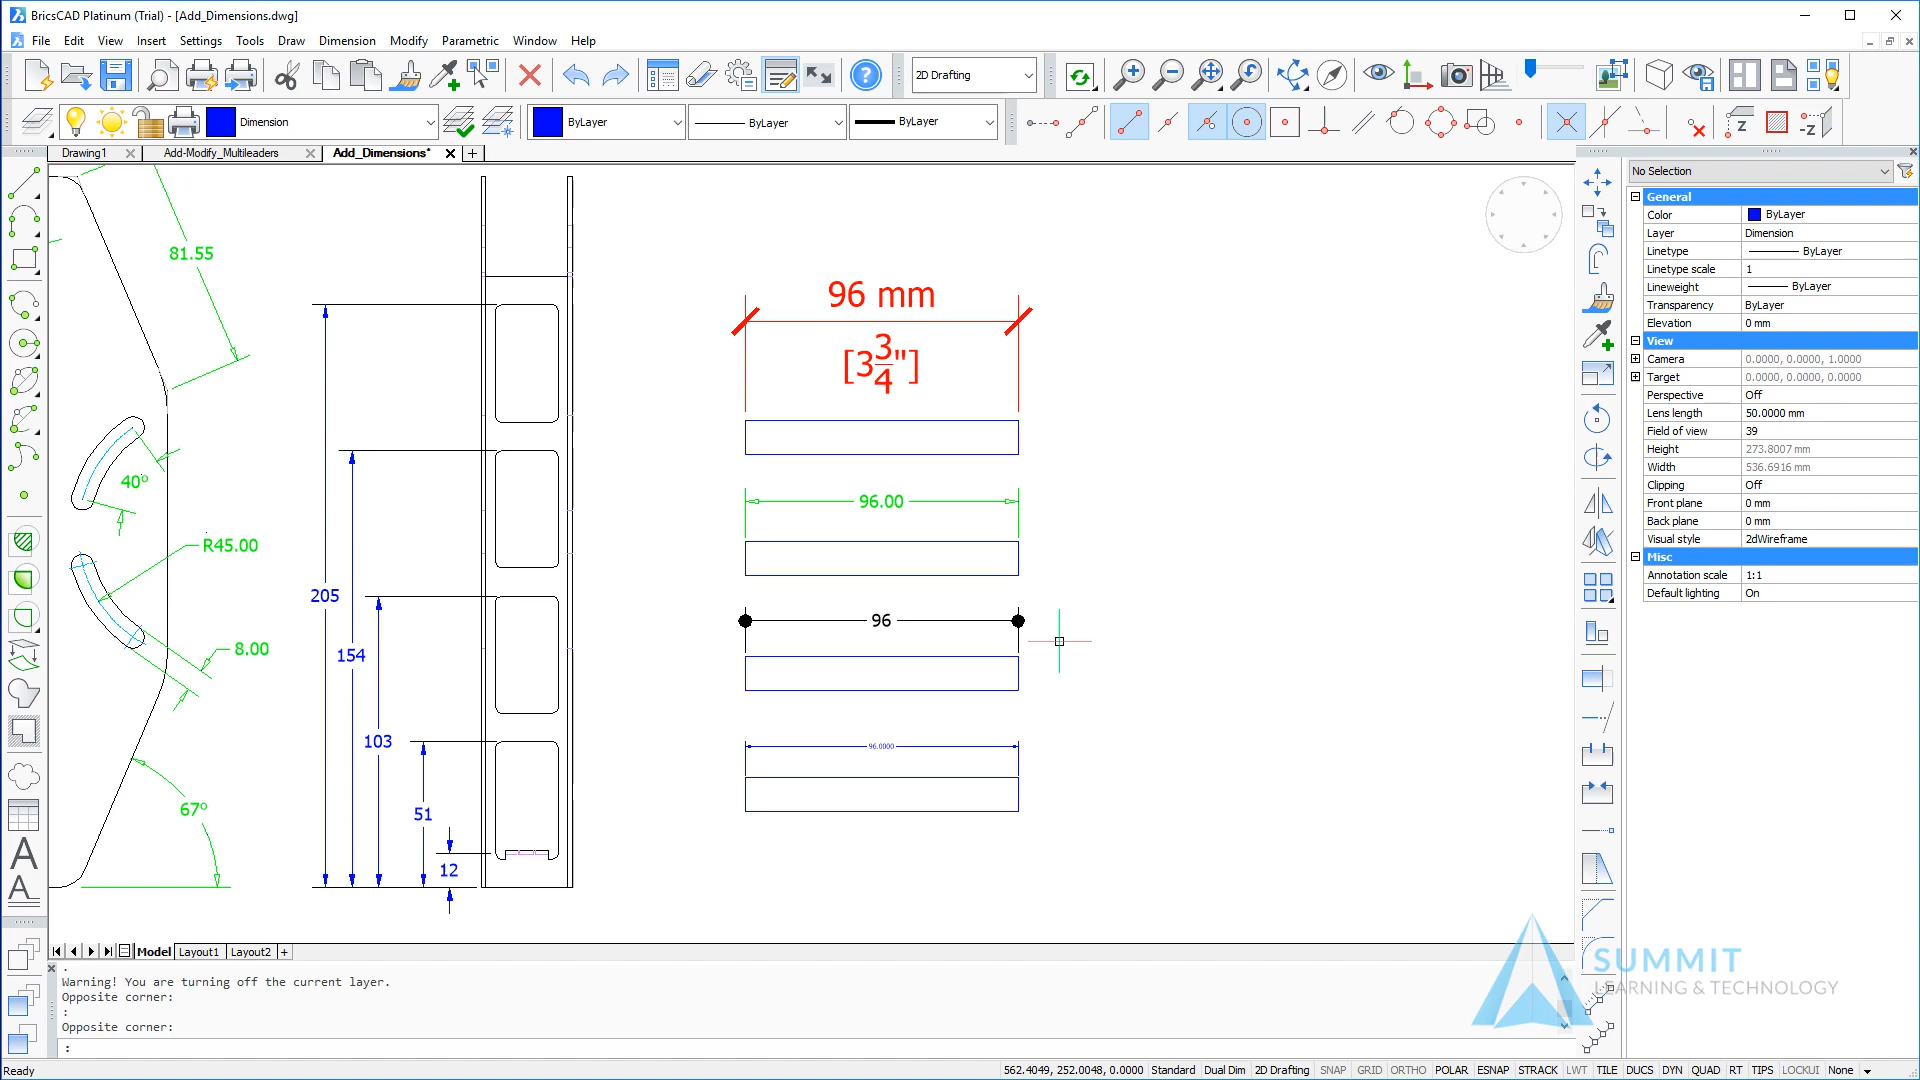 BricsCAD Platinum (Trial) - [Add_Dimensions.dwg]
File Edit View Insert Settings Tools Draw Dimension Modify Parametric Window Help
2D Drafting
Dimension
ByLayer
ByLayer
ByLayer
Drawing1
Add-Modify_Multileaders
Add_Dimensions*
No Selection
General
Color ByLayer
Layer Dimension
Linetype ByLayer
Linetype scale 1
Lineweight ByLayer
Transparency ByLayer
Elevation 0 mm
View
Camera 0.0000, 0.0000, 1.0000
Target 0.0000, 0.0000, 0.0000
Perspective Off
Lens length 50.0000 mm
Field of view 39
Height 273.8007 mm
Width 536.6916 mm
Clipping Off
Front plane 0 mm
Back plane 0 mm
Visual style 2dWireframe
Misc
Annotation scale 1:1
Default lighting On
81.55
40°
R45.00
8.00
67°
205
154
103
51
12
96 mm
[3 3/4"]
96.00
96
96.0000
Model Layout1 Layout2 +
.
Warning! You are turning off the current layer.
Opposite corner:
:
Opposite corner:
:
SUMMIT
LEARNING & TECHNOLOGY
Ready
562.4049, 252.0048, 0.0000 Standard Dual Dim 2D Drafting SNAP GRID ORTHO POLAR ESNAP STRACK LWT TILE DUCS DYN QUAD RT TIPS LOCKUI None